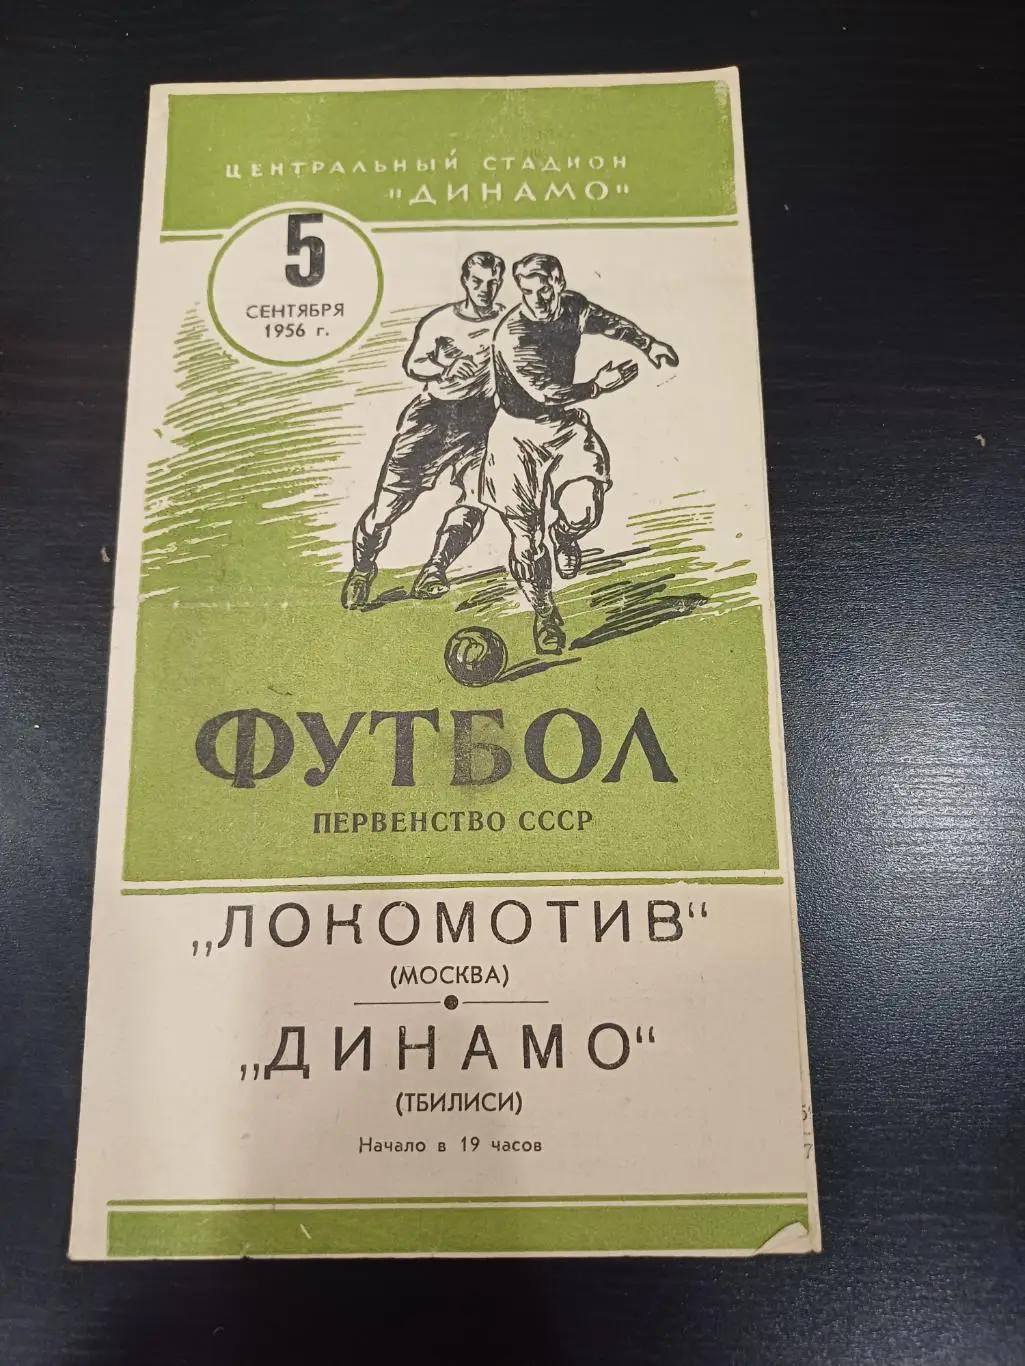 ЦЕНТРАЛЬНЫЙ СТАДИОН
"ДИНАМО"
5
СЕНТЯБРЯ
1956 г.
ФУТБОЛ
ПЕРВЕНСТВО СССР
„ЛОКОМОТИВ“
(МОСКВА)
„ДИНАМО“
(ТБИЛИСИ)
Начало в 19 часов